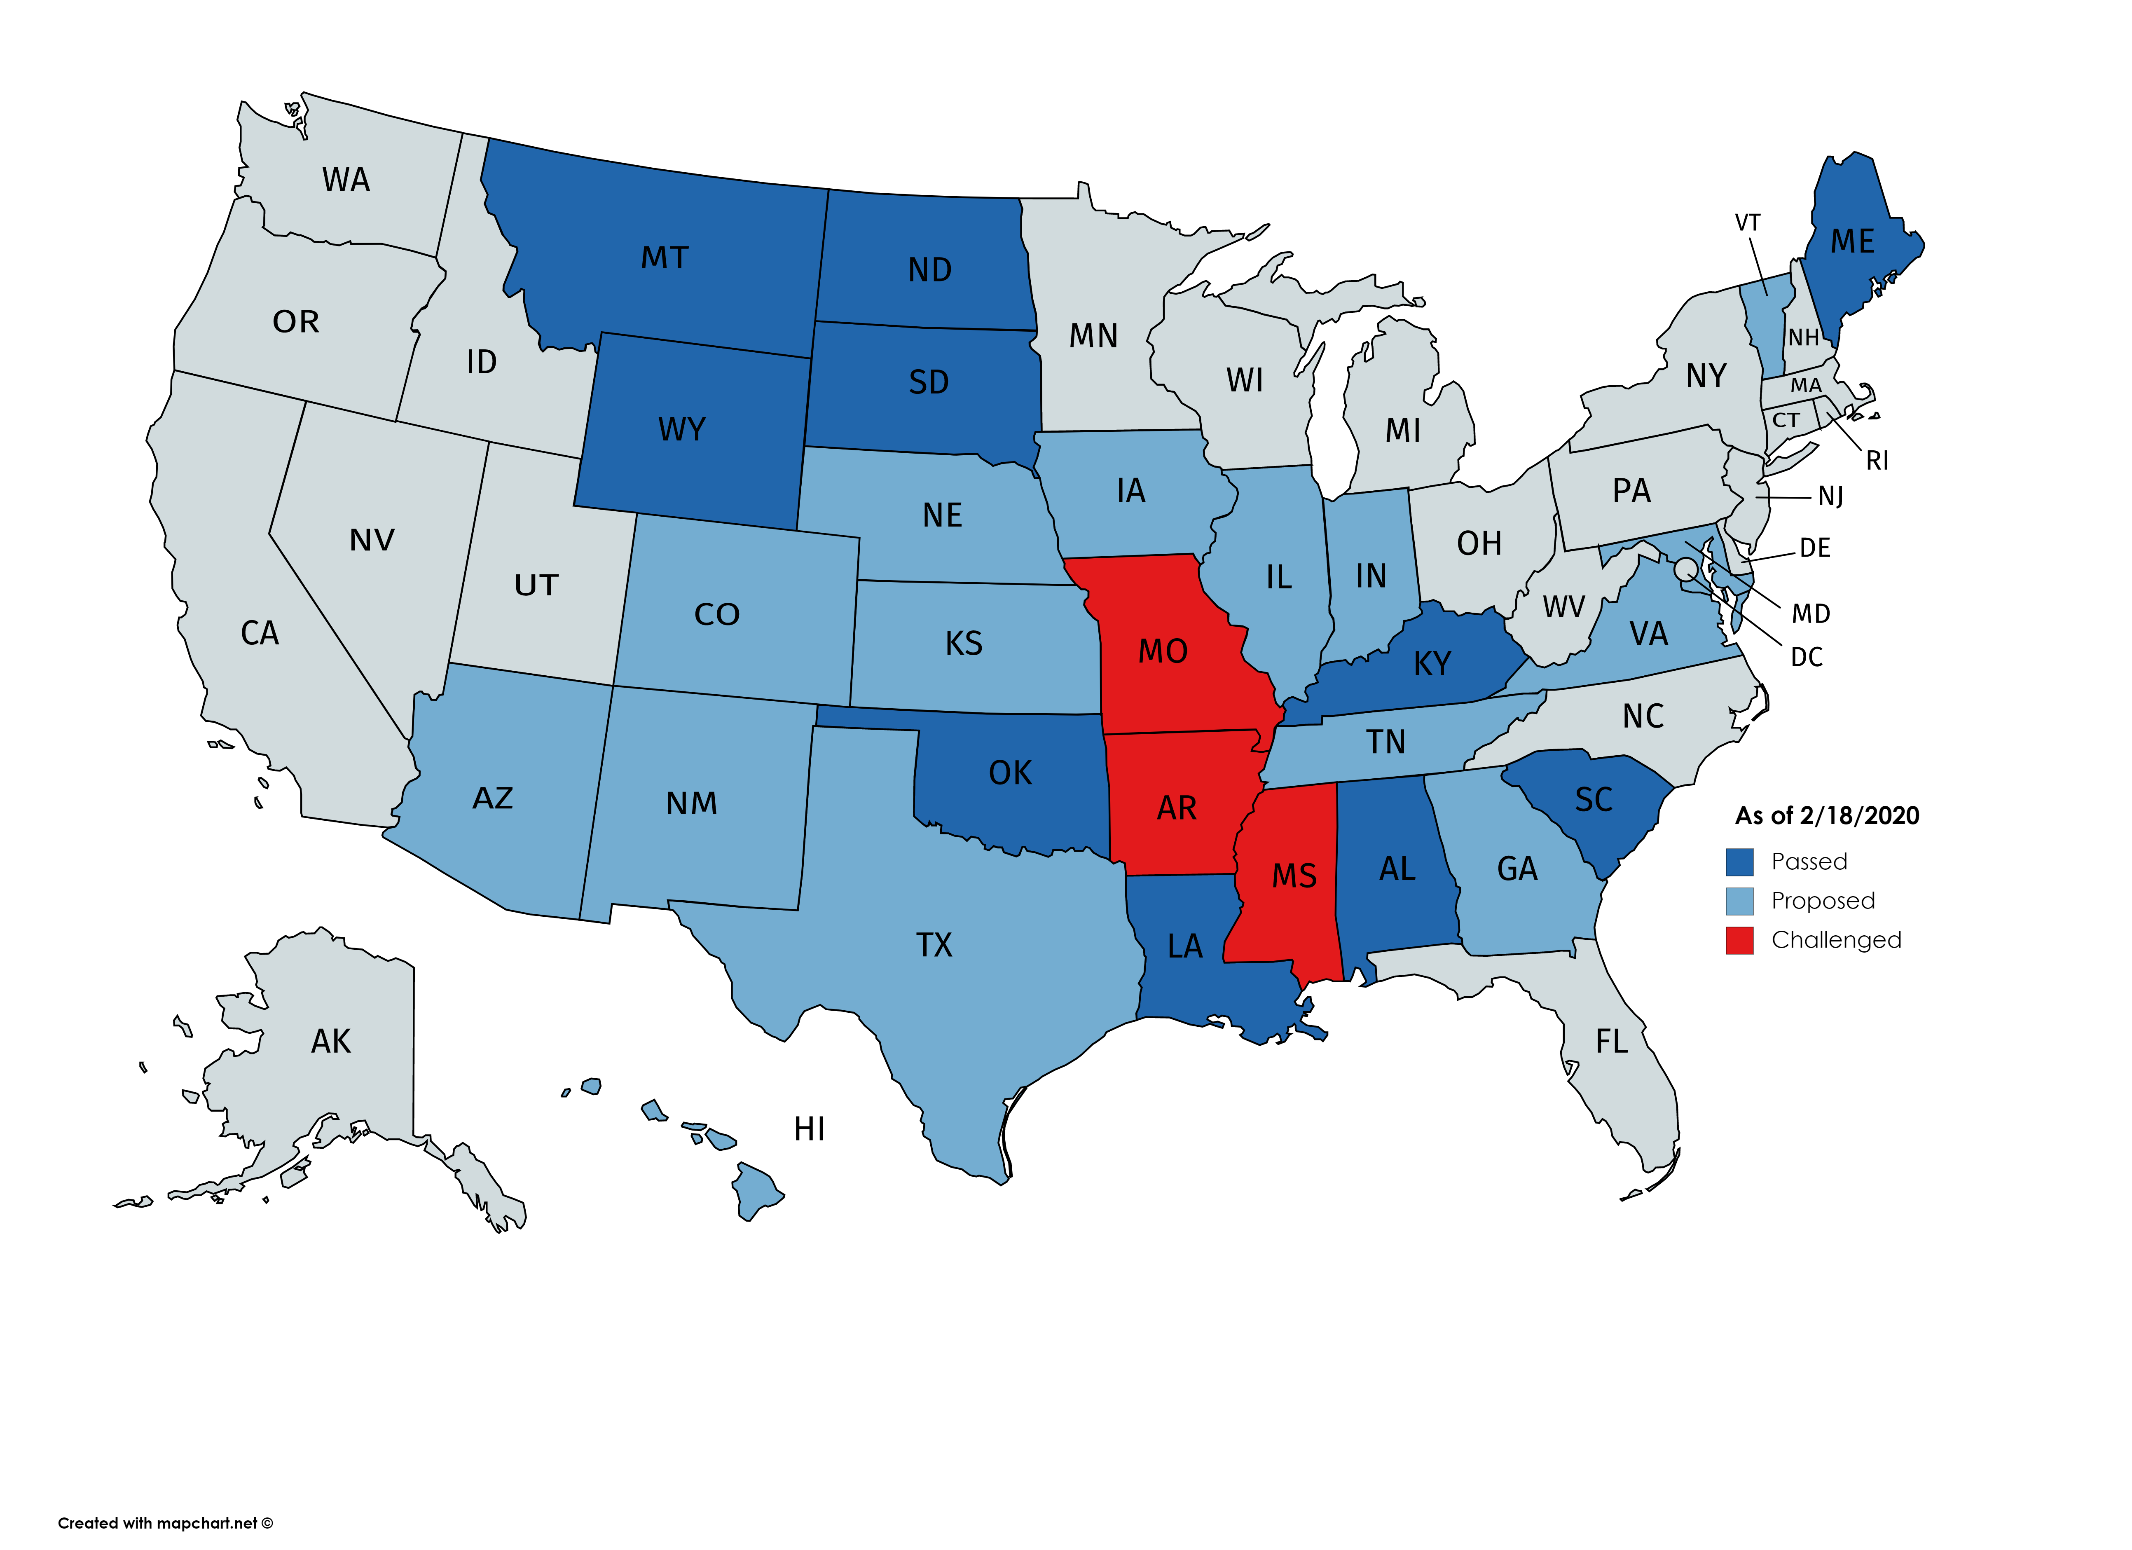 WA
MT
ND
MN
VT
ME
OR
ID
WY
SD
WI
MI
NY
NH
MA
CT
RI
NV
UT
CA
CO
NE
IA
KS
IL
IN
OH
PA
NJ
DE
MD
DC
WV
VA
MO
KY
NC
TN
AZ
NM
OK
AR
SC
MS
AL
GA
TX
LA
FL
AK
HI
As of 2/18/2020
Passed
Proposed
Challenged
Created with mapchart.net ©